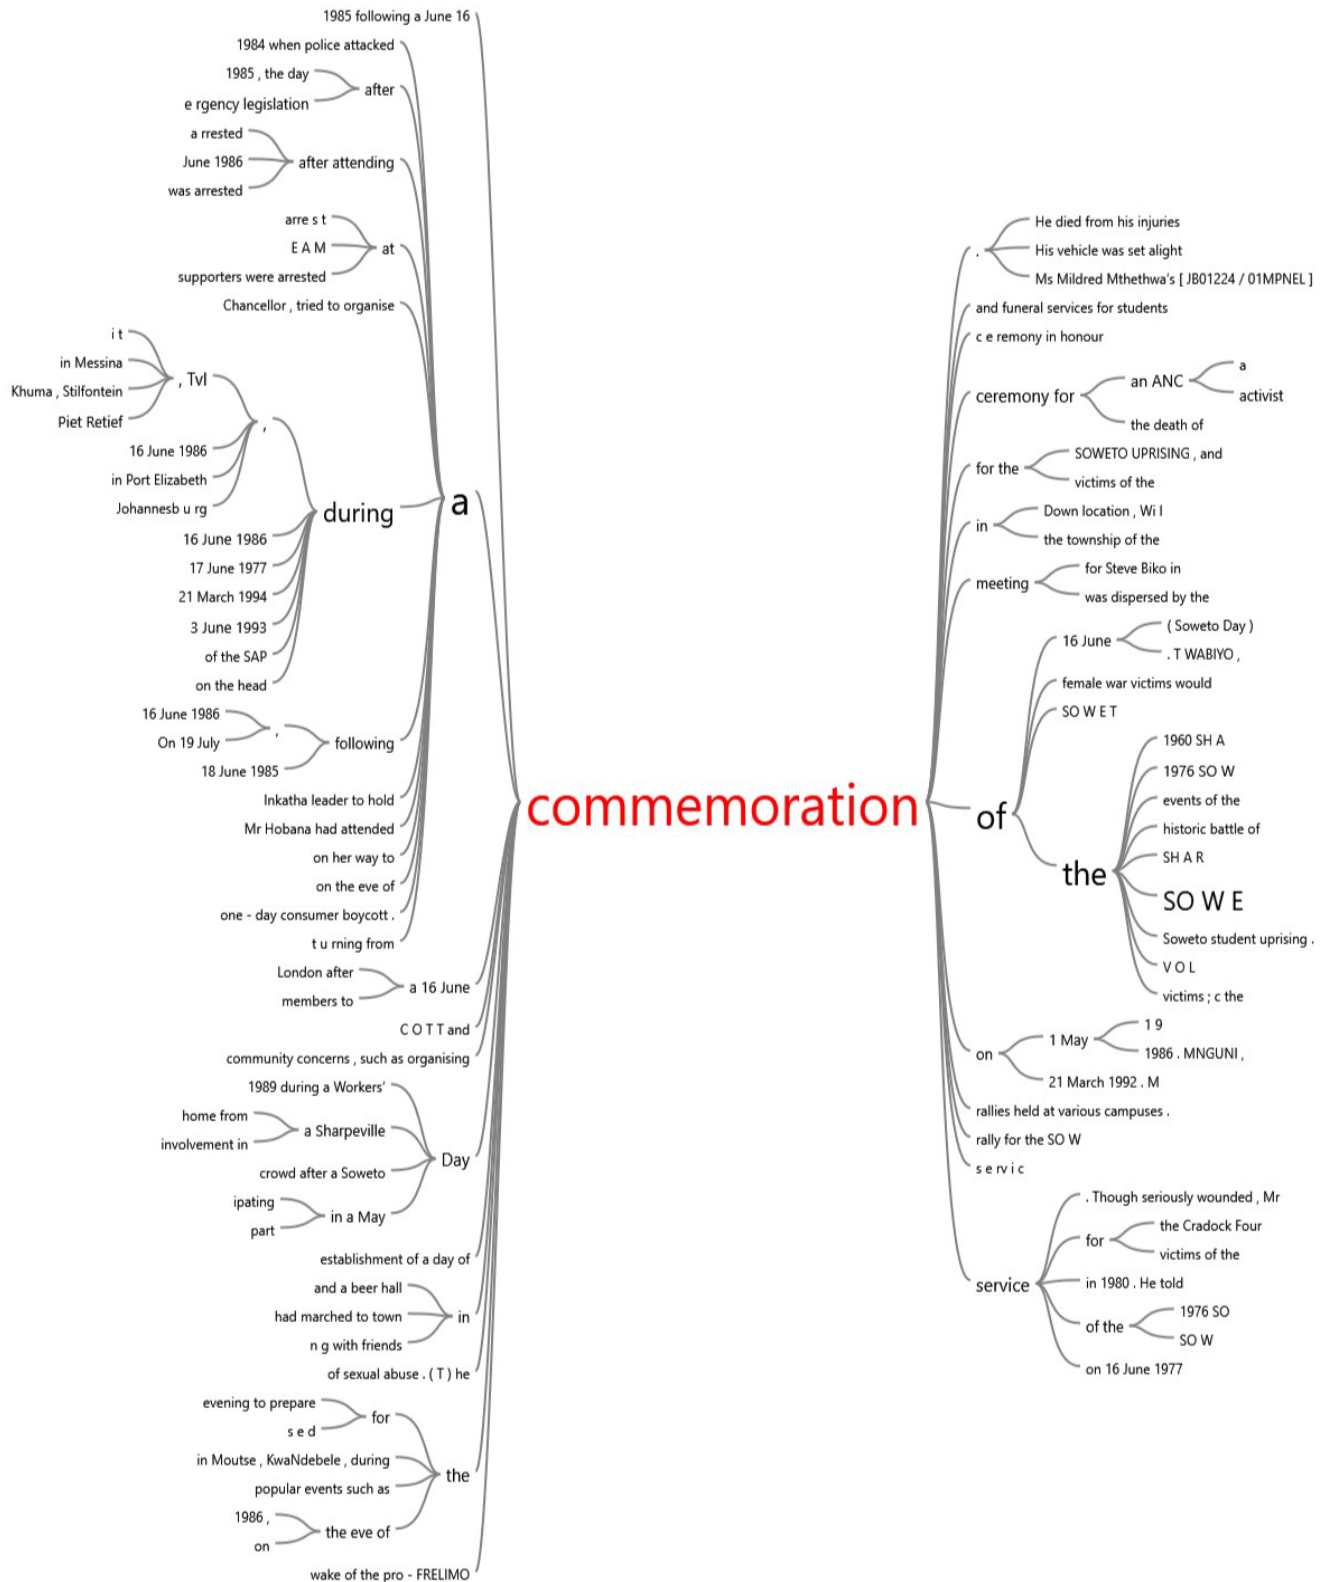 1985 following a June 16
1984 when police attacked
1985 , the day
e rgency legislation
after
a rrested
June 1986
was arrested
after attending
arre s t
E A M
supporters were arrested
at
Chancellor , tried to organise
i t
in Messina
Khuma , Stilfontein
Piet Retief
, Tvl
16 June 1986
in Port Elizabeth
Johannesb u rg
,
16 June 1986
17 June 1977
21 March 1994
3 June 1993
of the SAP
on the head
during
16 June 1986
On 19 July
,
18 June 1985
following
Inkatha leader to hold
Mr Hobana had attended
on her way to
on the eve of
one - day consumer boycott .
t u rning from
a
London after
members to
a 16 June
C O T T and
community concerns , such as organising
1989 during a Workers'
home from
involvement in
a Sharpeville
crowd after a Soweto
ipating
part
in a May
Day
establishment of a day of
and a beer hall
had marched to town
n g with friends
in
of sexual abuse . ( T ) he
evening to prepare
s e d
for
in Moutse , KwaNdebele , during
popular events such as
1986 ,
on
the eve of
the
wake of the pro - FRELIMO
commemoration
.
He died from his injuries
His vehicle was set alight
Ms Mildred Mthethwa's [ JB01224 / 01MPNEL ]
and funeral services for students
c e remony in honour
ceremony for
an ANC
a
activist
the death of
for the
SOWETO UPRISING , and
victims of the
in
Down location , Wi l
the township of the
meeting
for Steve Biko in
was dispersed by the
of
16 June
( Soweto Day )
. T WABIYO ,
female war victims would
SO W E T
the
1960 SH A
1976 SO W
events of the
historic battle of
SH A R
SO W E
Soweto student uprising .
V O L
victims ; c the
on
1 May
1 9
1986 . MNGUNI ,
21 March 1992 . M
rallies held at various campuses .
rally for the SO W
s e rv i c
service
. Though seriously wounded , Mr
for
the Cradock Four
victims of the
in 1980 . He told
of the
1976 SO
SO W
on 16 June 1977